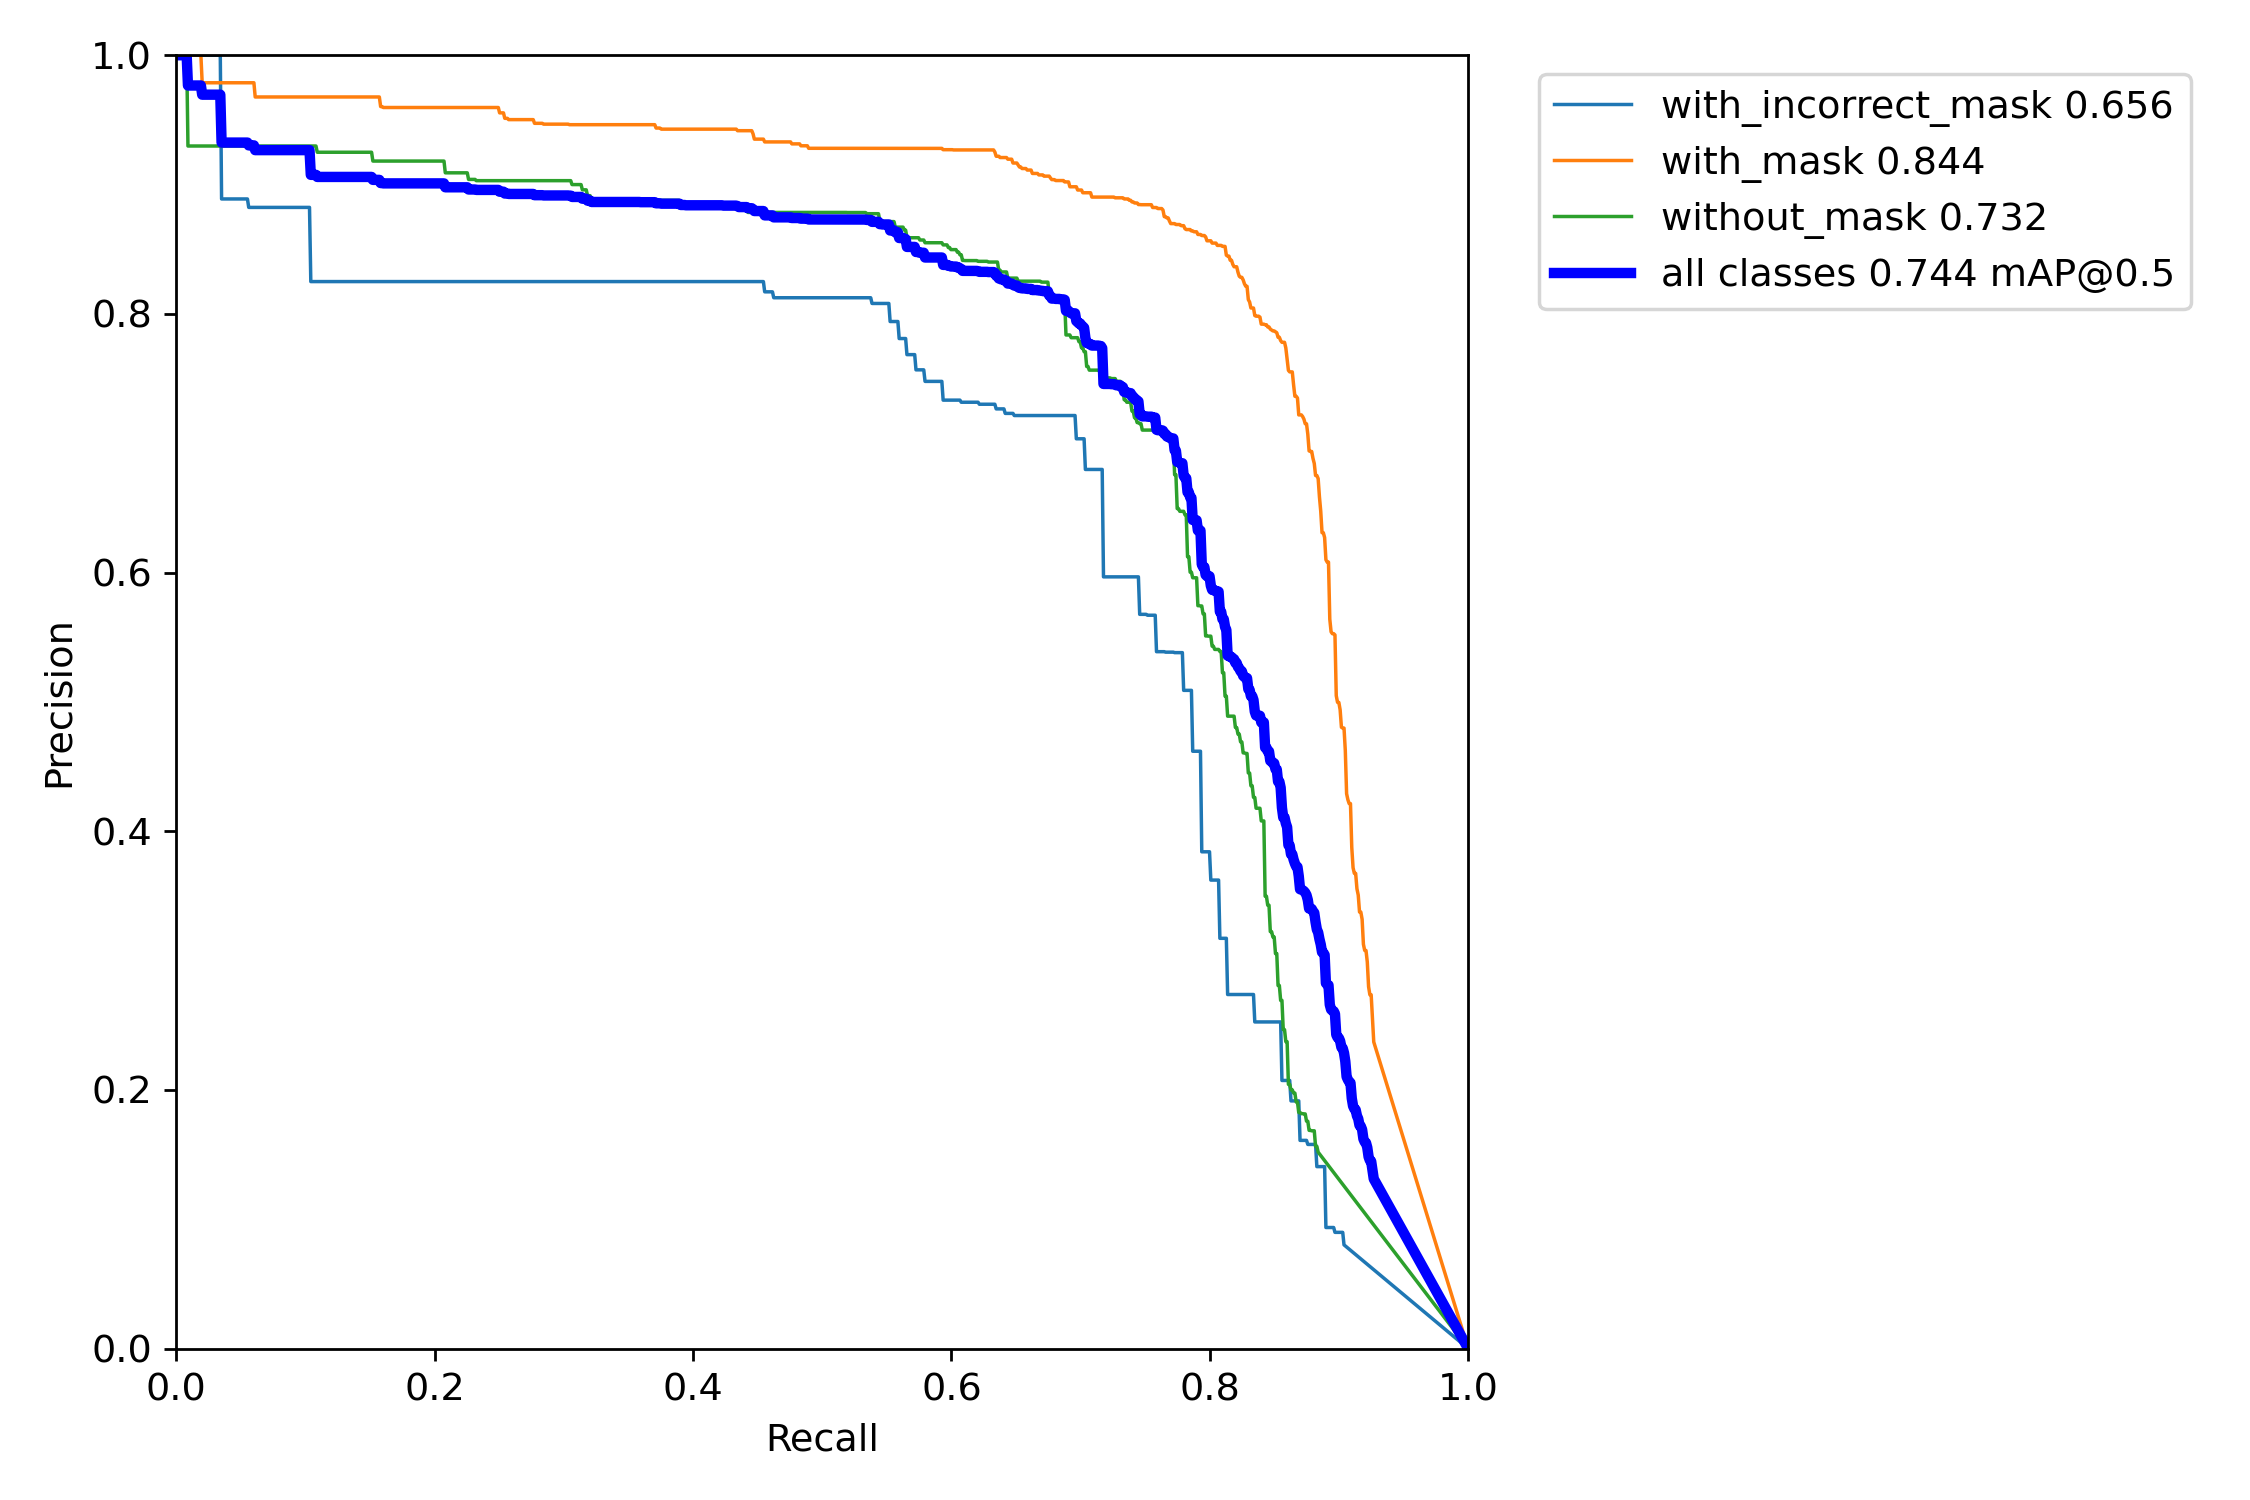 with_incorrect_mask 0.656
with_mask 0.844
without_mask 0.732
all classes 0.744 mAP@0.5
1.0
0.8
0.6
0.4
0.2
0.0
Precision
0.0 0.2 0.4 0.6 0.8 1.0
Recall